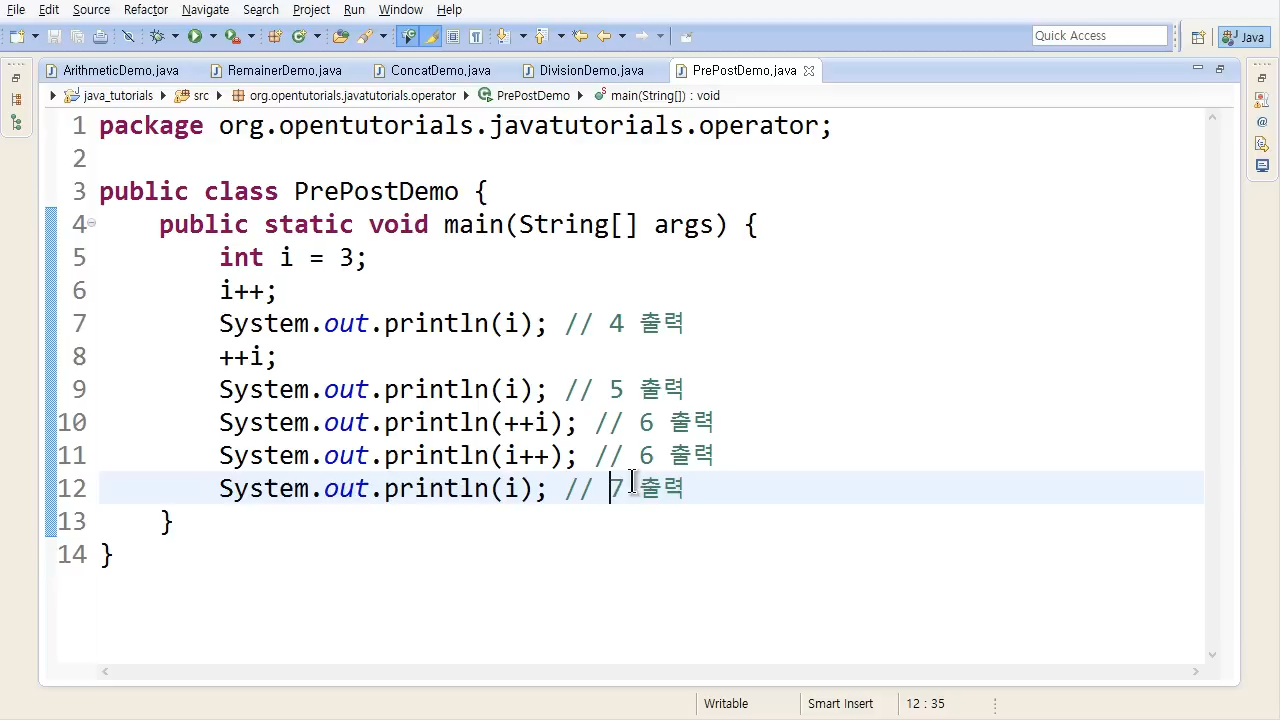 File Edit Source Refactor Navigate Search Project Run Window Help
Quick Access
Java
ArithmeticDemo.java RemainerDemo.java ConcatDemo.java DivisionDemo.java PrePostDemo.java
java_tutorials src org.opentutorials.javatutorials.operator PrePostDemo main(String[]) : void
1 package org.opentutorials.javatutorials.operator;
2
3 public class PrePostDemo {
4 public static void main(String[] args) {
5 int i = 3;
6 i++;
7 System.out.println(i); // 4 출력
8 ++i;
9 System.out.println(i); // 5 출력
10 System.out.println(++i); // 6 출력
11 System.out.println(i++); // 6 출력
12 System.out.println(i); // 7 출력
13 }
14 }
Writable Smart Insert 12 : 35